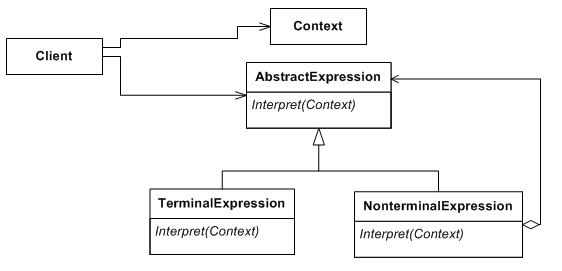 Context
Client
AbstractExpression
Interpret(Context)
TerminalExpression
Interpret(Context)
NonterminalExpression
Interpret(Context)